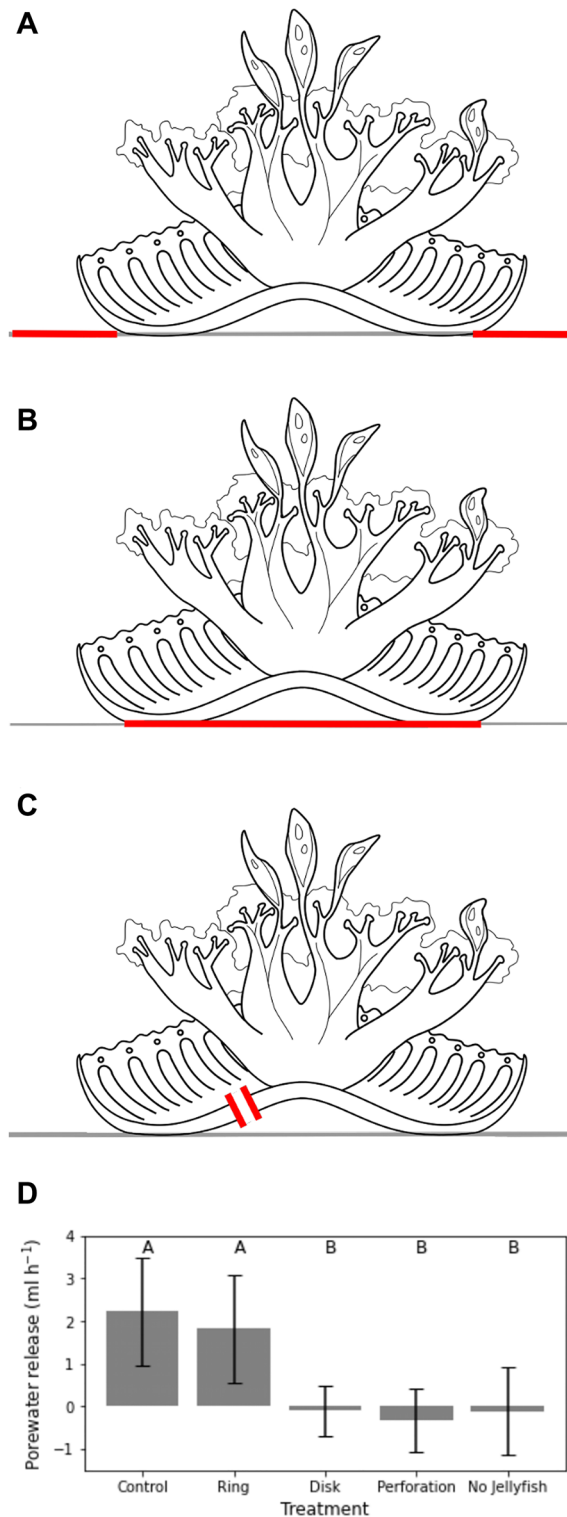 A
B
C
D
Porewater release (ml h⁻¹)
4
3
2
1
0
−1
A A B B B
Control Ring Disk Perforation No Jellyfish
Treatment